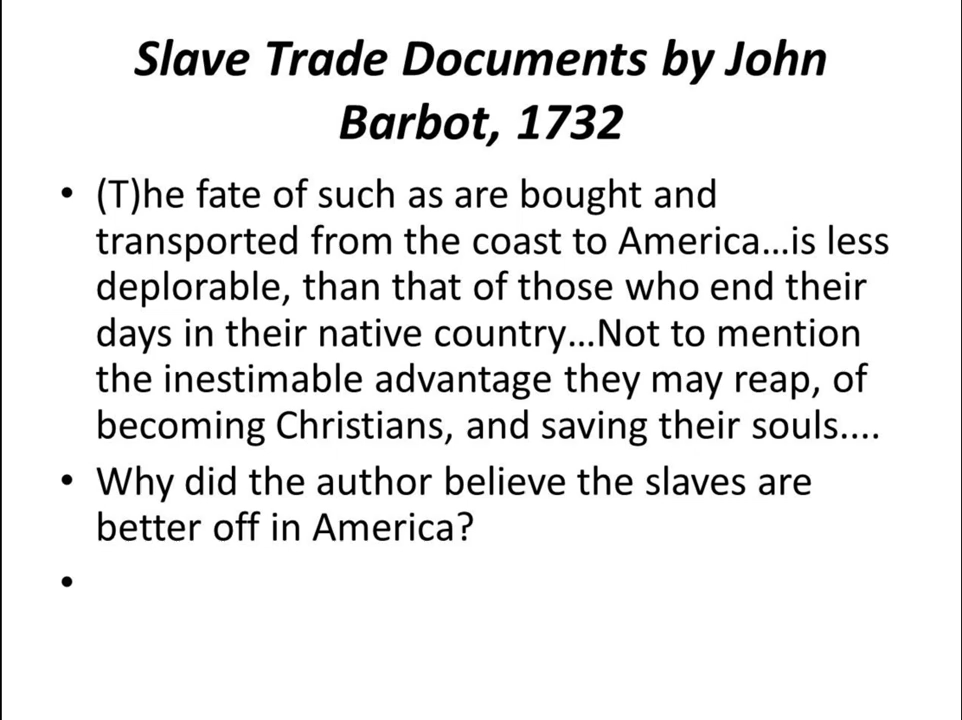 Slave Trade Documents by John
Barbot, 1732
• (T)he fate of such as are bought and
transported from the coast to America…is less
deplorable, than that of those who end their
days in their native country…Not to mention
the inestimable advantage they may reap, of
becoming Christians, and saving their souls....
• Why did the author believe the slaves are
better off in America?
•